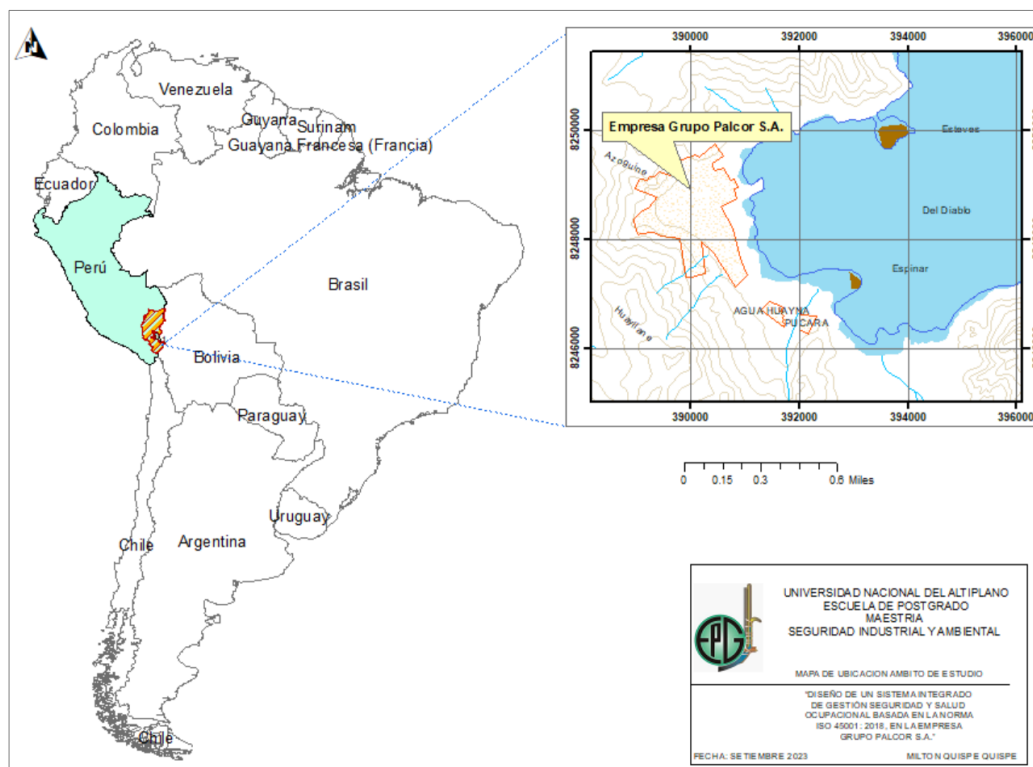 N
Venezuela
Guyana
Surinam
Colombia
Guayana Francesa (Francia)
Ecuador
Perú
Brasil
Bolivia
Paraguay
Uruguay
Chile
Argentina
Chile
390000 392000 394000 396000
8250000
8248000
8246000
Empresa Grupo Palcor S.A.
Esteves
Azoguine
Del Diablo
Espinar
AGUA HUAYNA
PUCARA
Huayllane
390000 392000 394000 396000
0 0.15 0.3 0.6 Miles
EPG
UNIVERSIDAD NACIONAL DEL ALTIPLANO
ESCUELA DE POSTGRADO
MAESTRIA
SEGURIDAD INDUSTRIAL Y AMBIENTAL
MAPA DE UBICACION AMBITO DE ESTUDIO
"DISEÑO DE UN SISTEMA INTEGRADO
DE GESTIÓN SEGURIDAD Y SALUD
OCUPACIONAL BASADA EN LA NORMA
ISO 45001: 2018, EN LA EMPRESA
GRUPO PALCOR S.A."
FECHA: SETIEMBRE 2023 MILTON QUISPE QUISPE